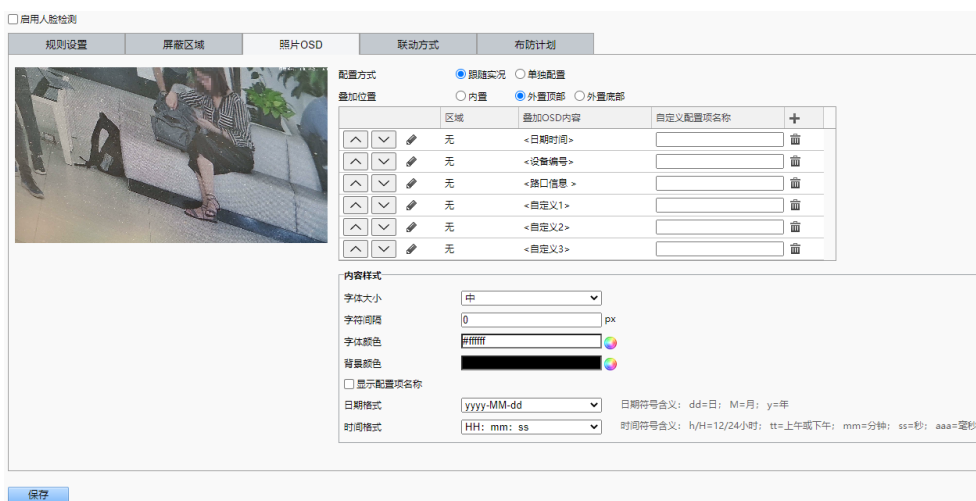 启用人脸检测
规则设置 屏蔽区域 照片OSD 联动方式 布防计划
配置方式 跟随实况 单独配置
叠加位置 内置 外置顶部 外置底部
区域 叠加OSD内容 自定义配置项名称
无 <日期时间>
无 <设备编号>
无 <路口信息 >
无 <自定义1>
无 <自定义2>
无 <自定义3>
内容样式
字体大小 中
字符间隔 0 px
字体颜色 #ffffff
背景颜色
显示配置项名称
日期格式 yyyy-MM-dd 日期符号含义: dd=日; M=月; y=年
时间格式 HH: mm: ss 时间符号含义: h/H=12/24小时; tt=上午或下午; mm=分钟; ss=秒; aaa=毫秒
保存